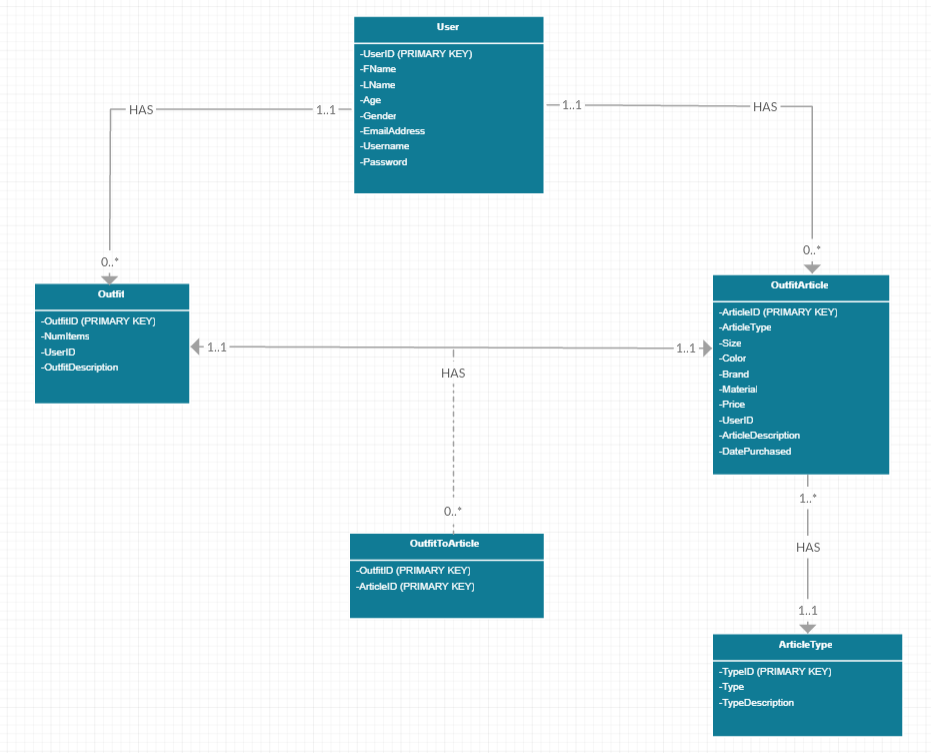 User
-UserID (PRIMARY KEY)
-FName
-LName
-Age
-Gender
-EmailAddress
-Username
-Password
HAS
1..1
1..1
HAS
0..*
0..*
Outfit
-OutfitID (PRIMARY KEY)
-NumItems
-UserID
-OutfitDescription
OutfitArticle
-ArticleID (PRIMARY KEY)
-ArticleType
-Size
-Color
-Brand
-Material
-Price
-UserID
-ArticleDescription
-DatePurchased
1..1
1..1
HAS
0..*
OutfitToArticle
-OutfitID (PRIMARY KEY)
-ArticleID (PRIMARY KEY)
1..*
HAS
1..1
ArticleType
-TypeID (PRIMARY KEY)
-Type
-TypeDescription